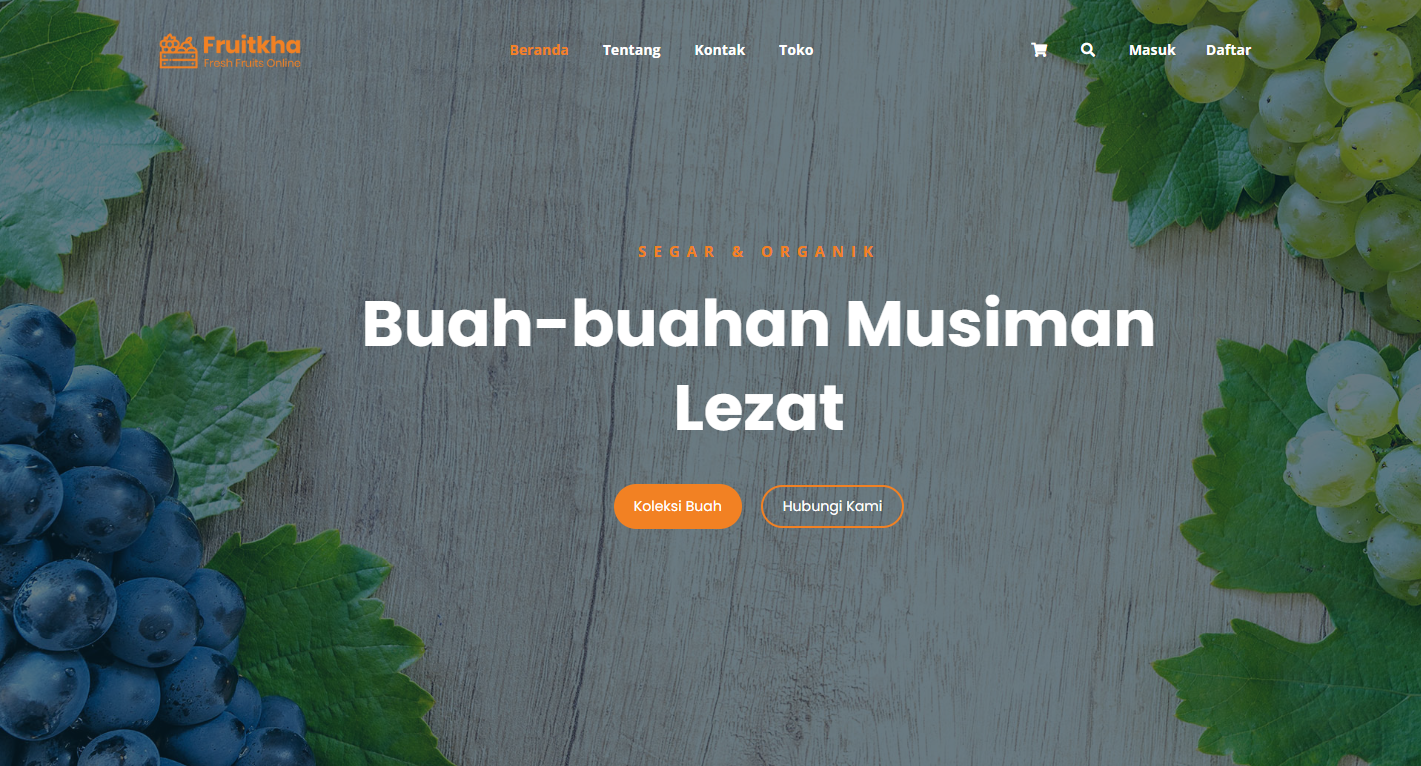 Fruitkha
Fresh Fruits Online
Beranda
Tentang
Kontak
Toko
Masuk
Daftar
SEGAR & ORGANIK
Buah-buahan Musiman
Lezat
Koleksi Buah
Hubungi Kami